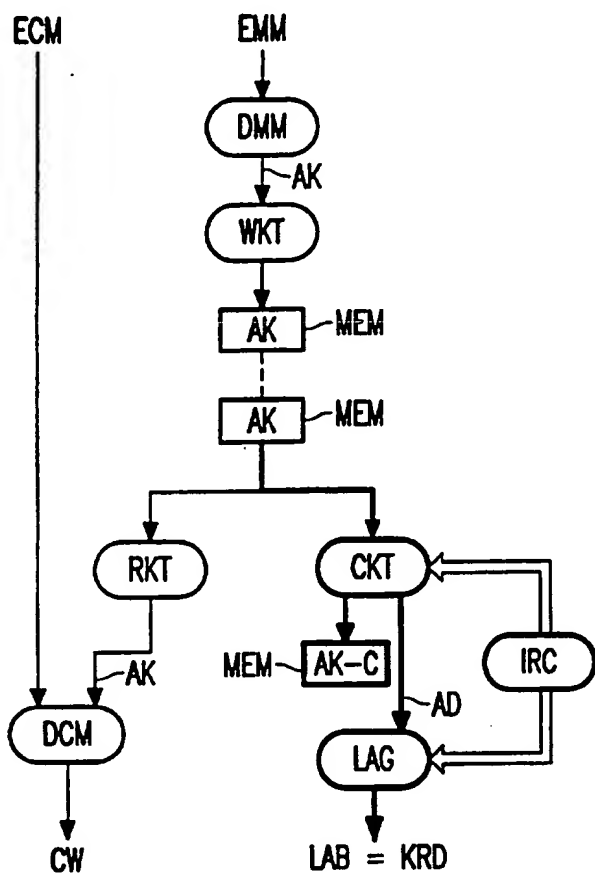 ECM EMM
DMM
AK
WKT
AK MEM
AK MEM
RKT CKT
MEM AK-C IRC
AK AD
DCM LAG
CW LAB = KRD